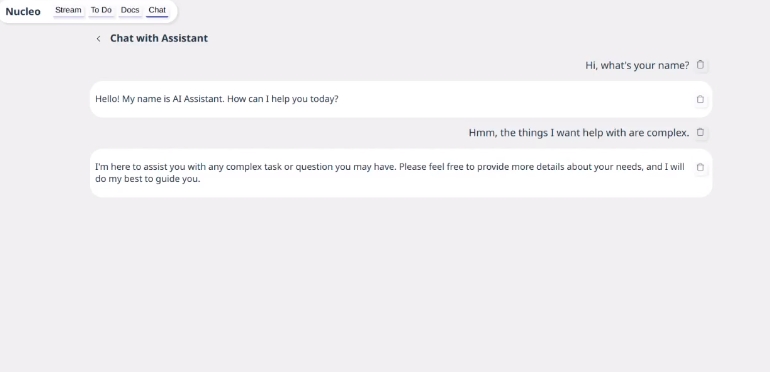 Nucleo
Stream
To Do
Docs
Chat
Chat with Assistant
Hi, what's your name?
Hello! My name is AI Assistant. How can I help you today?
Hmm, the things I want help with are complex.
I'm here to assist you with any complex task or question you may have. Please feel free to provide more details about your needs, and I will
do my best to guide you.